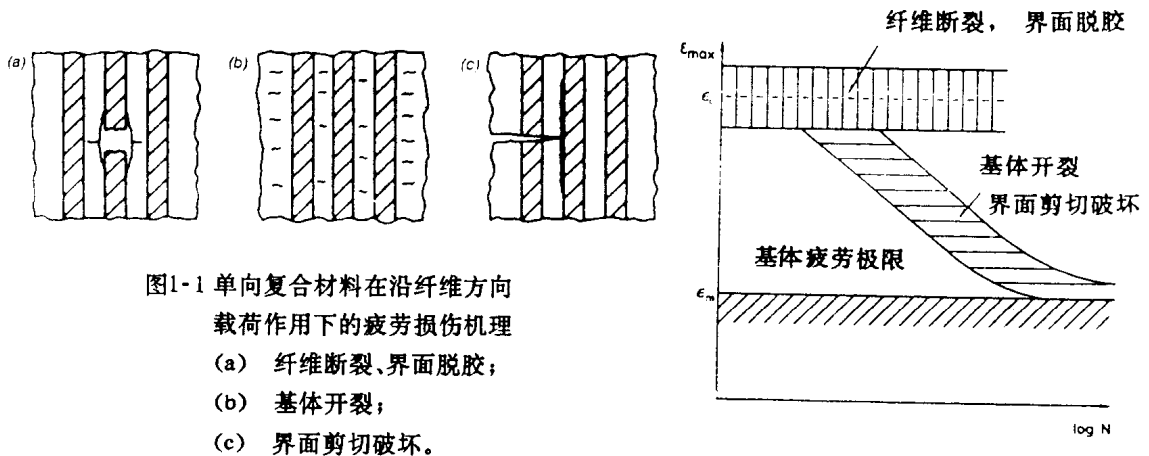 (a)
(b)
(c)
图1-1 单向复合材料在沿纤维方向
载荷作用下的疲劳损伤机理
(a) 纤维断裂、界面脱胶；
(b) 基体开裂；
(c) 界面剪切破坏。
纤维断裂， 界面脱胶
εmax
εc
基体开裂
界面剪切破坏
基体疲劳极限
εm
log N